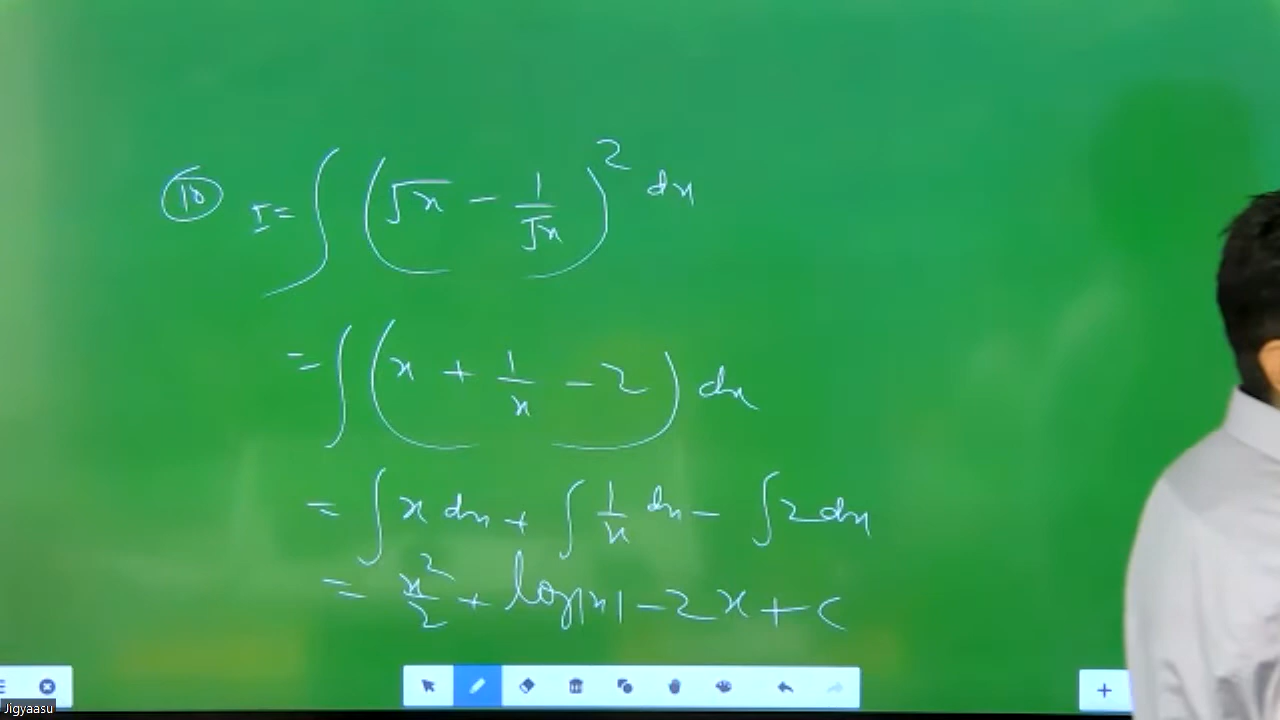 (10) I = ∫ (√x − 1/√x)² dx
= ∫ (x + 1/x − 2) dx
= ∫ x dx + ∫ 1/x dx − ∫ 2 dx
= x²/2 + log|x| − 2x + c
Jigyaasu